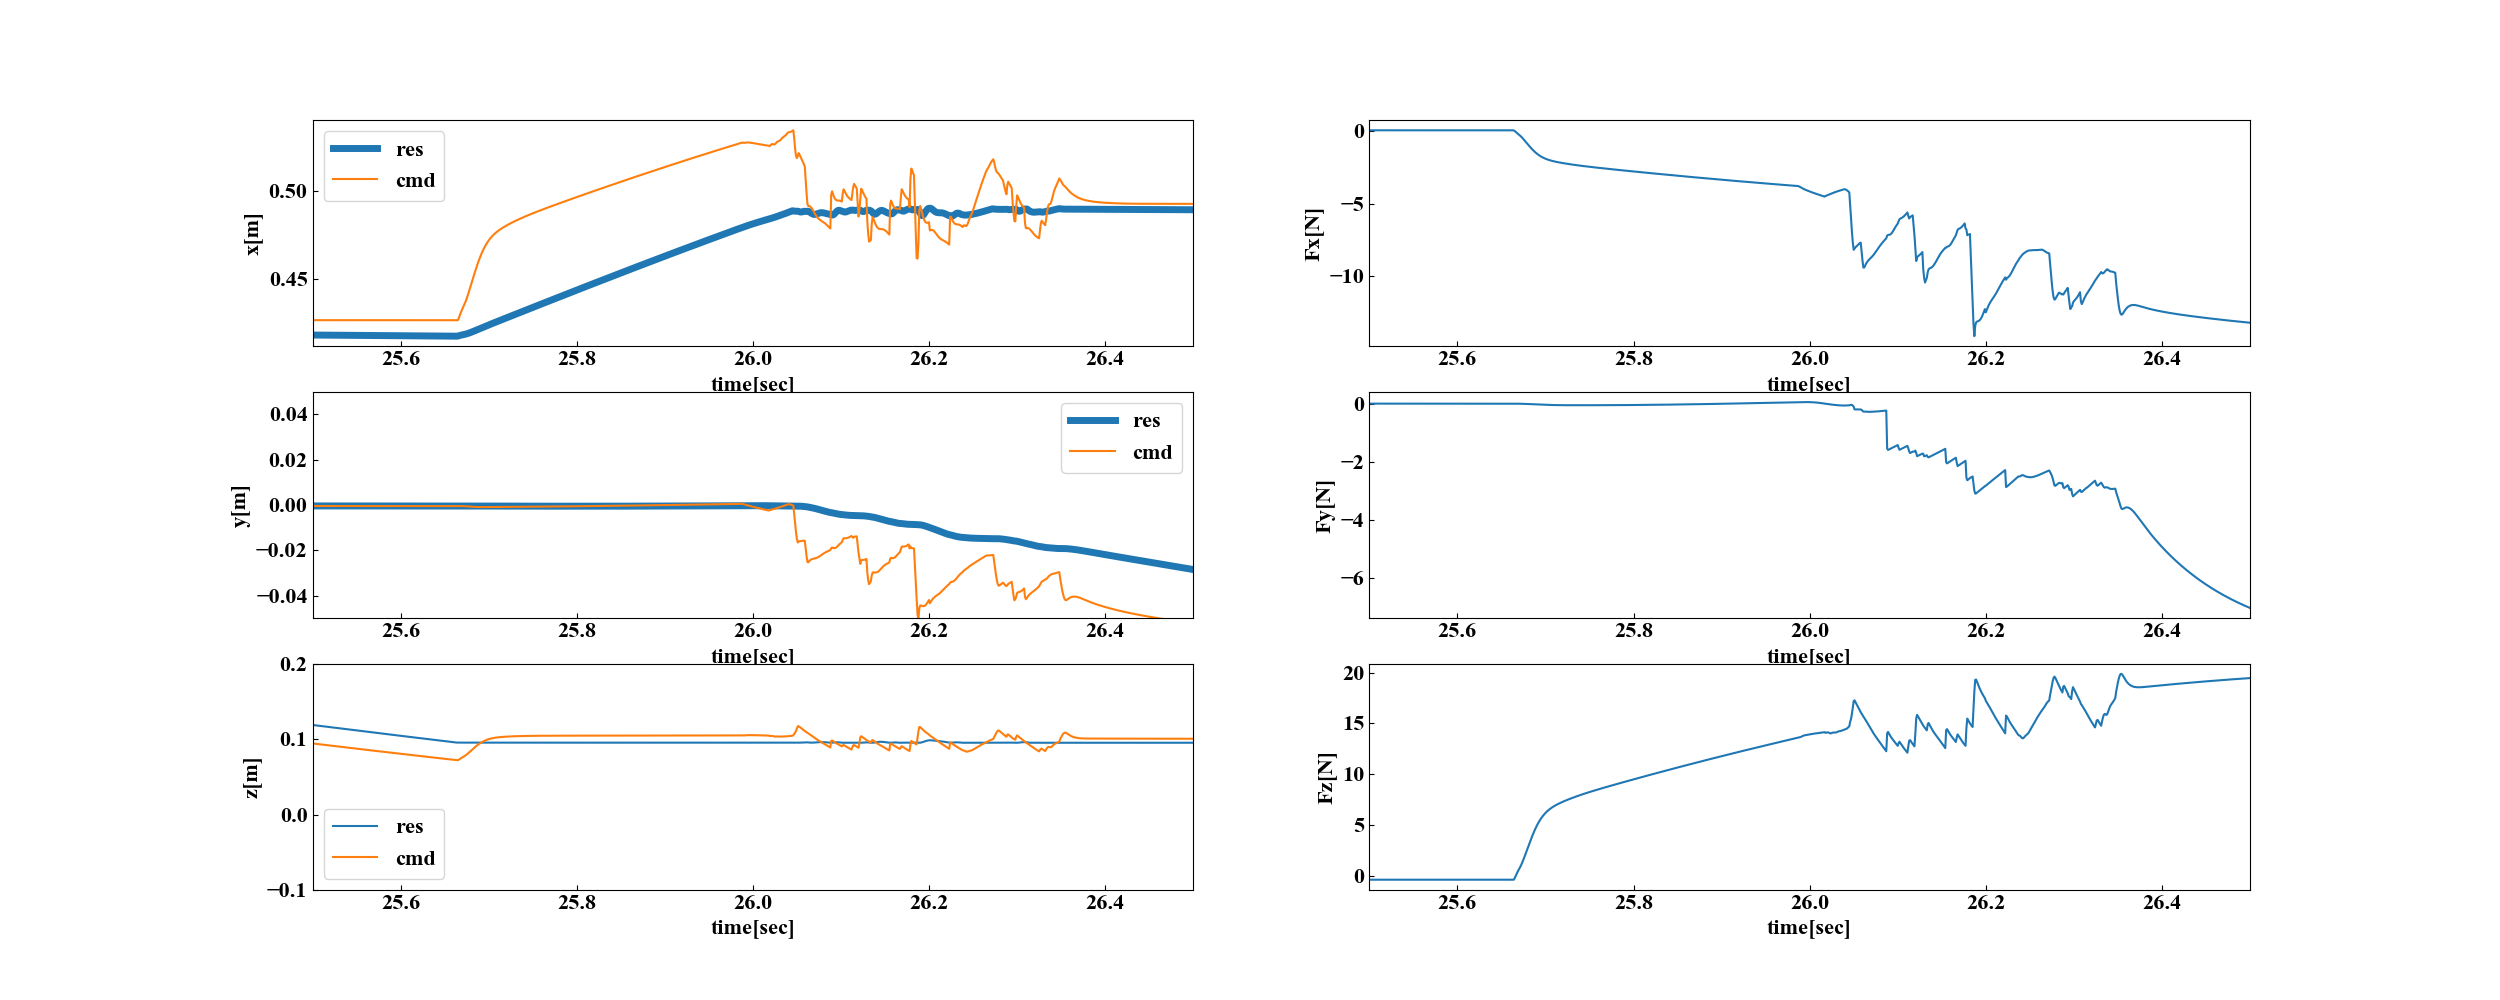 x[m]
0.50
0.45
res
cmd
25.6 25.8 26.0 26.2 26.4
time[sec]
Fx[N]
0
−5
−10
25.6 25.8 26.0 26.2 26.4
time[sec]
y[m]
0.04
0.02
0.00
−0.02
−0.04
res
cmd
25.6 25.8 26.0 26.2 26.4
time[sec]
Fy[N]
0
−2
−4
−6
25.6 25.8 26.0 26.2 26.4
time[sec]
z[m]
0.2
0.1
0.0
−0.1
res
cmd
25.6 25.8 26.0 26.2 26.4
time[sec]
Fz[N]
20
15
10
5
0
25.6 25.8 26.0 26.2 26.4
time[sec]